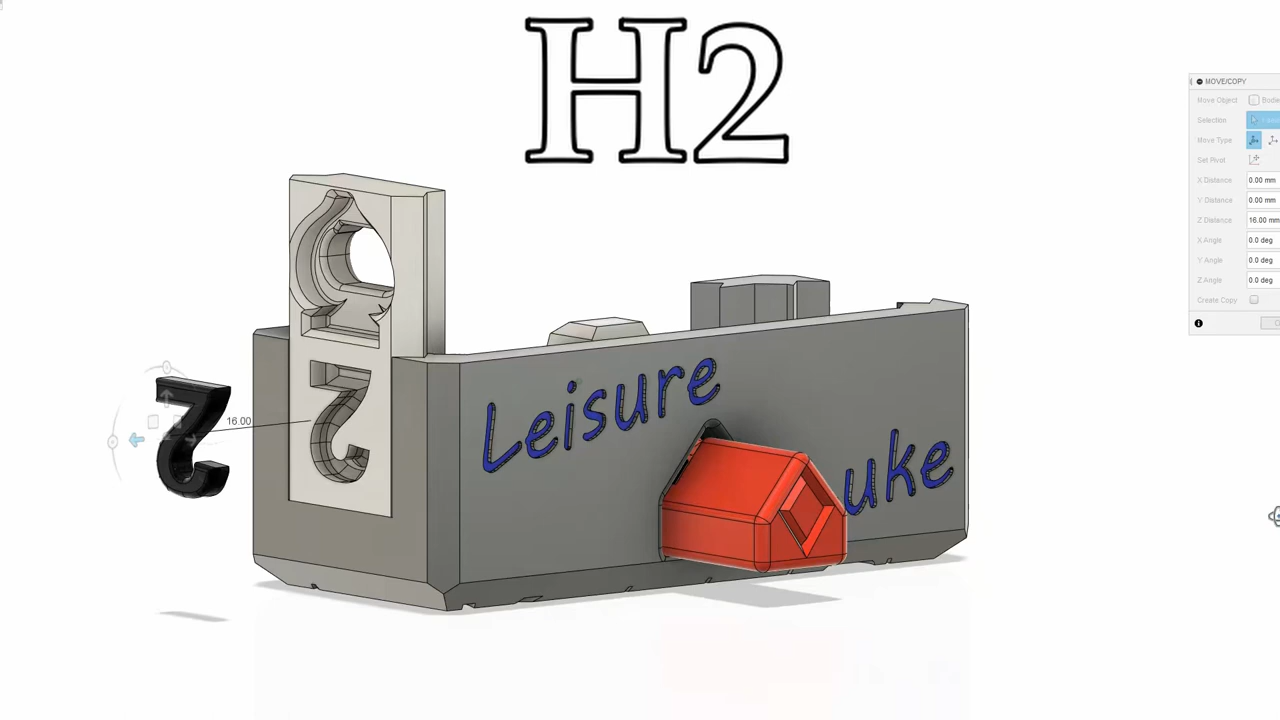 H2
MOVE/COPY
Move Object
Selection
Move Type
Set Pivot
X Distance 0.00 mm
Y Distance 0.00 mm
Z Distance 16.00 mm
X Angle 0.0 deg
Y Angle 0.0 deg
Z Angle 0.0 deg
Create Copy
16.00
Leisure
uke